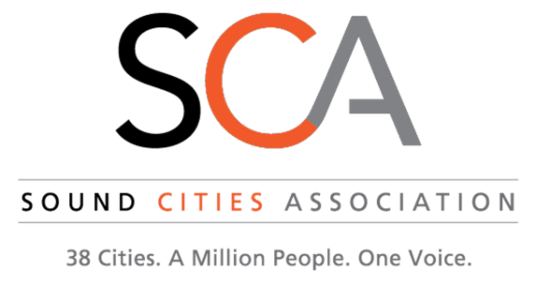 SCA
SOUND CITIES ASSOCIATION
38 Cities. A Million People. One Voice.